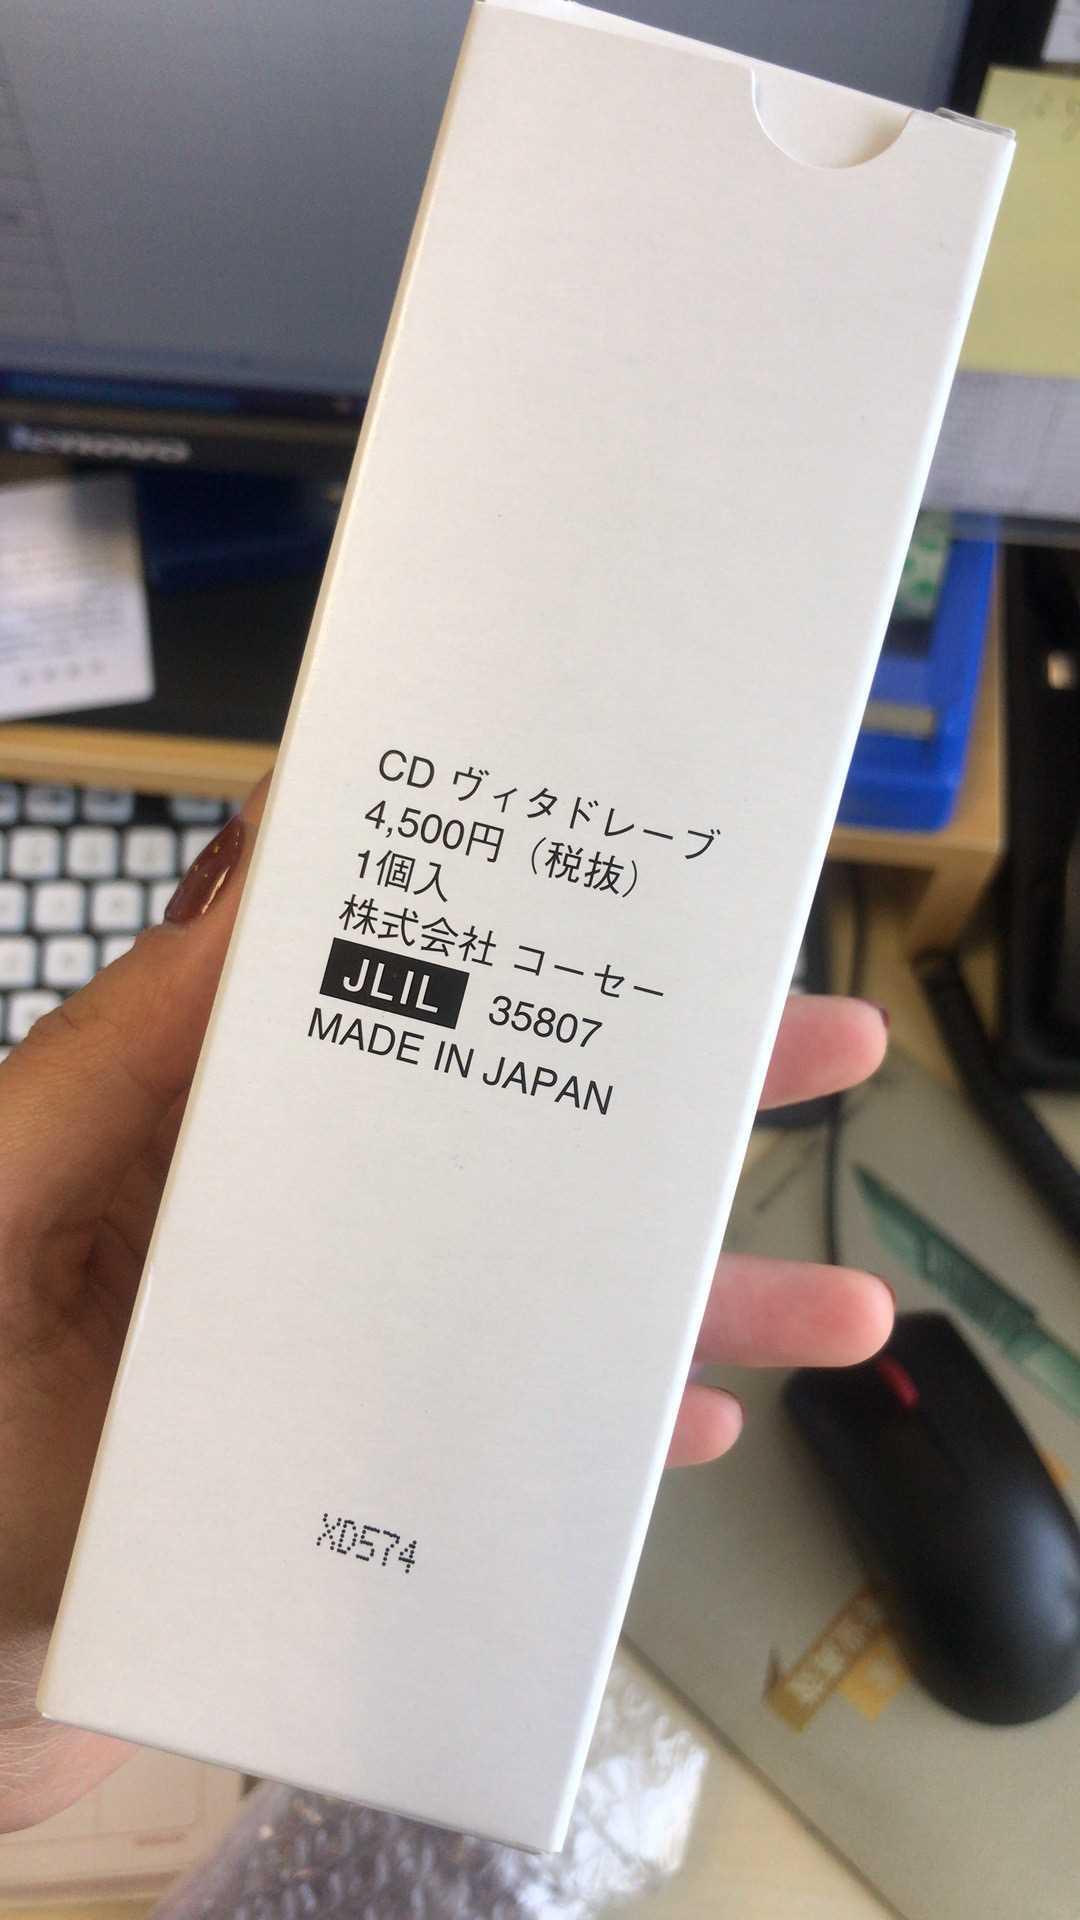 lenovo
CD ヴィタドレーブ
4,500円（税抜）
1個入
株式会社 コーセー
JLIL 35807
MADE IN JAPAN
XD574